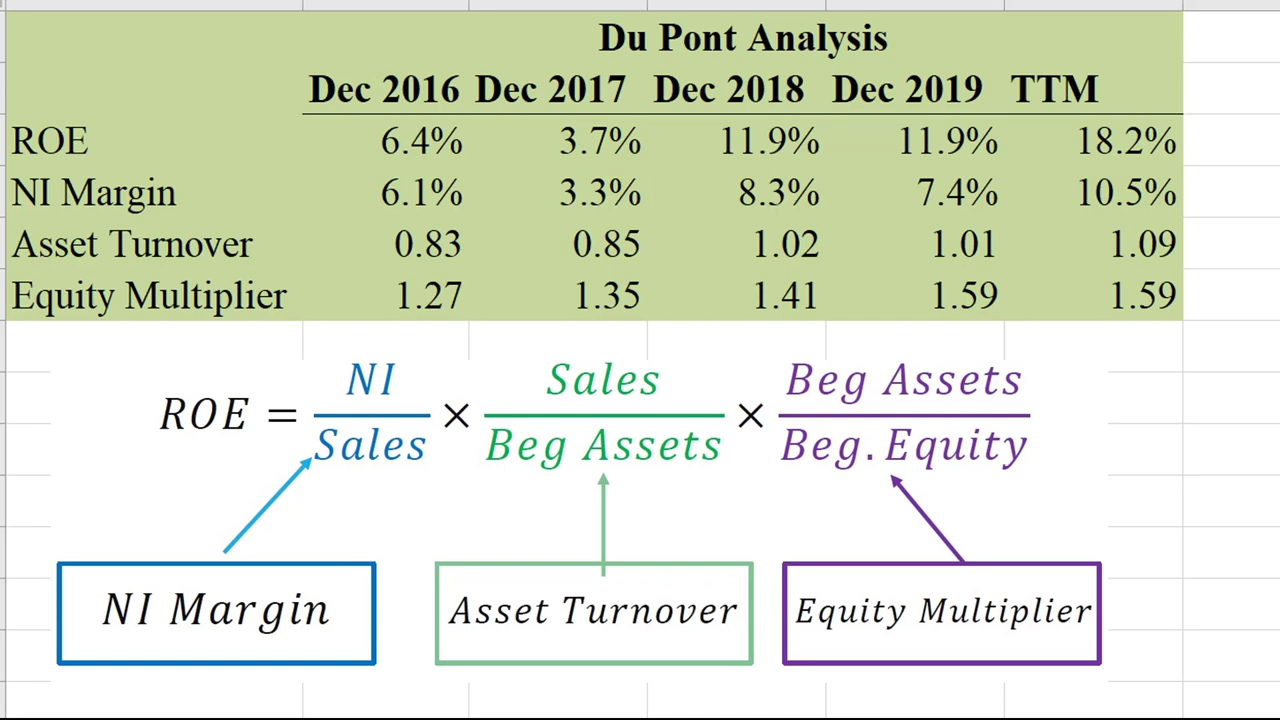 Du Pont Analysis
Dec 2016 Dec 2017 Dec 2018 Dec 2019 TTM
ROE 6.4% 3.7% 11.9% 11.9% 18.2%
NI Margin 6.1% 3.3% 8.3% 7.4% 10.5%
Asset Turnover 0.83 0.85 1.02 1.01 1.09
Equity Multiplier 1.27 1.35 1.41 1.59 1.59
NI Sales Beg Assets
ROE = × ×
Sales Beg Assets Beg. Equity
NI Margin Asset Turnover Equity Multiplier